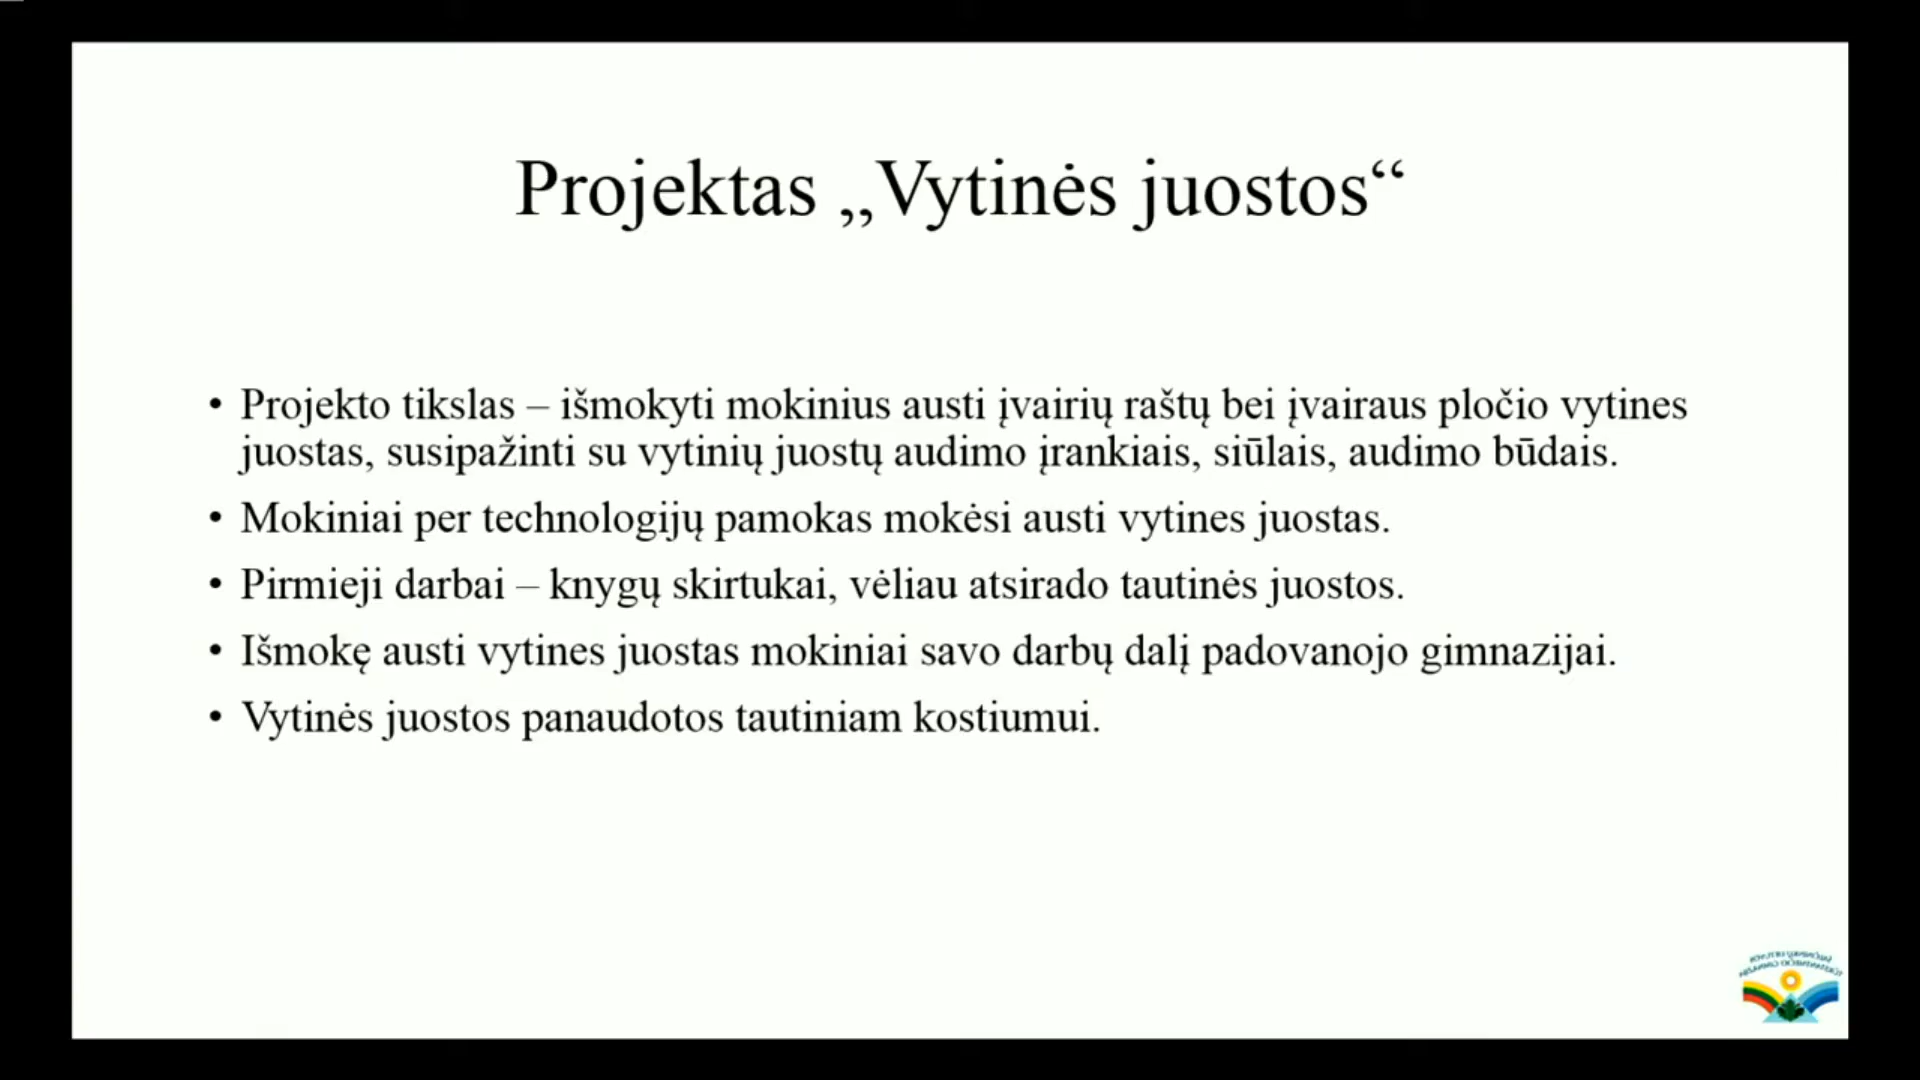 Projektas „Vytinės juostos“
• Projekto tikslas – išmokyti mokinius austi įvairių raštų bei įvairaus pločio vytines
juostas, susipažinti su vytinių juostų audimo įrankiais, siūlais, audimo būdais.
• Mokiniai per technologijų pamokas mokėsi austi vytines juostas.
• Pirmieji darbai – knygų skirtukai, vėliau atsirado tautinės juostos.
• Išmokę austi vytines juostas mokiniai savo darbų dalį padovanojo gimnazijai.
• Vytinės juostos panaudotos tautiniam kostiumui.